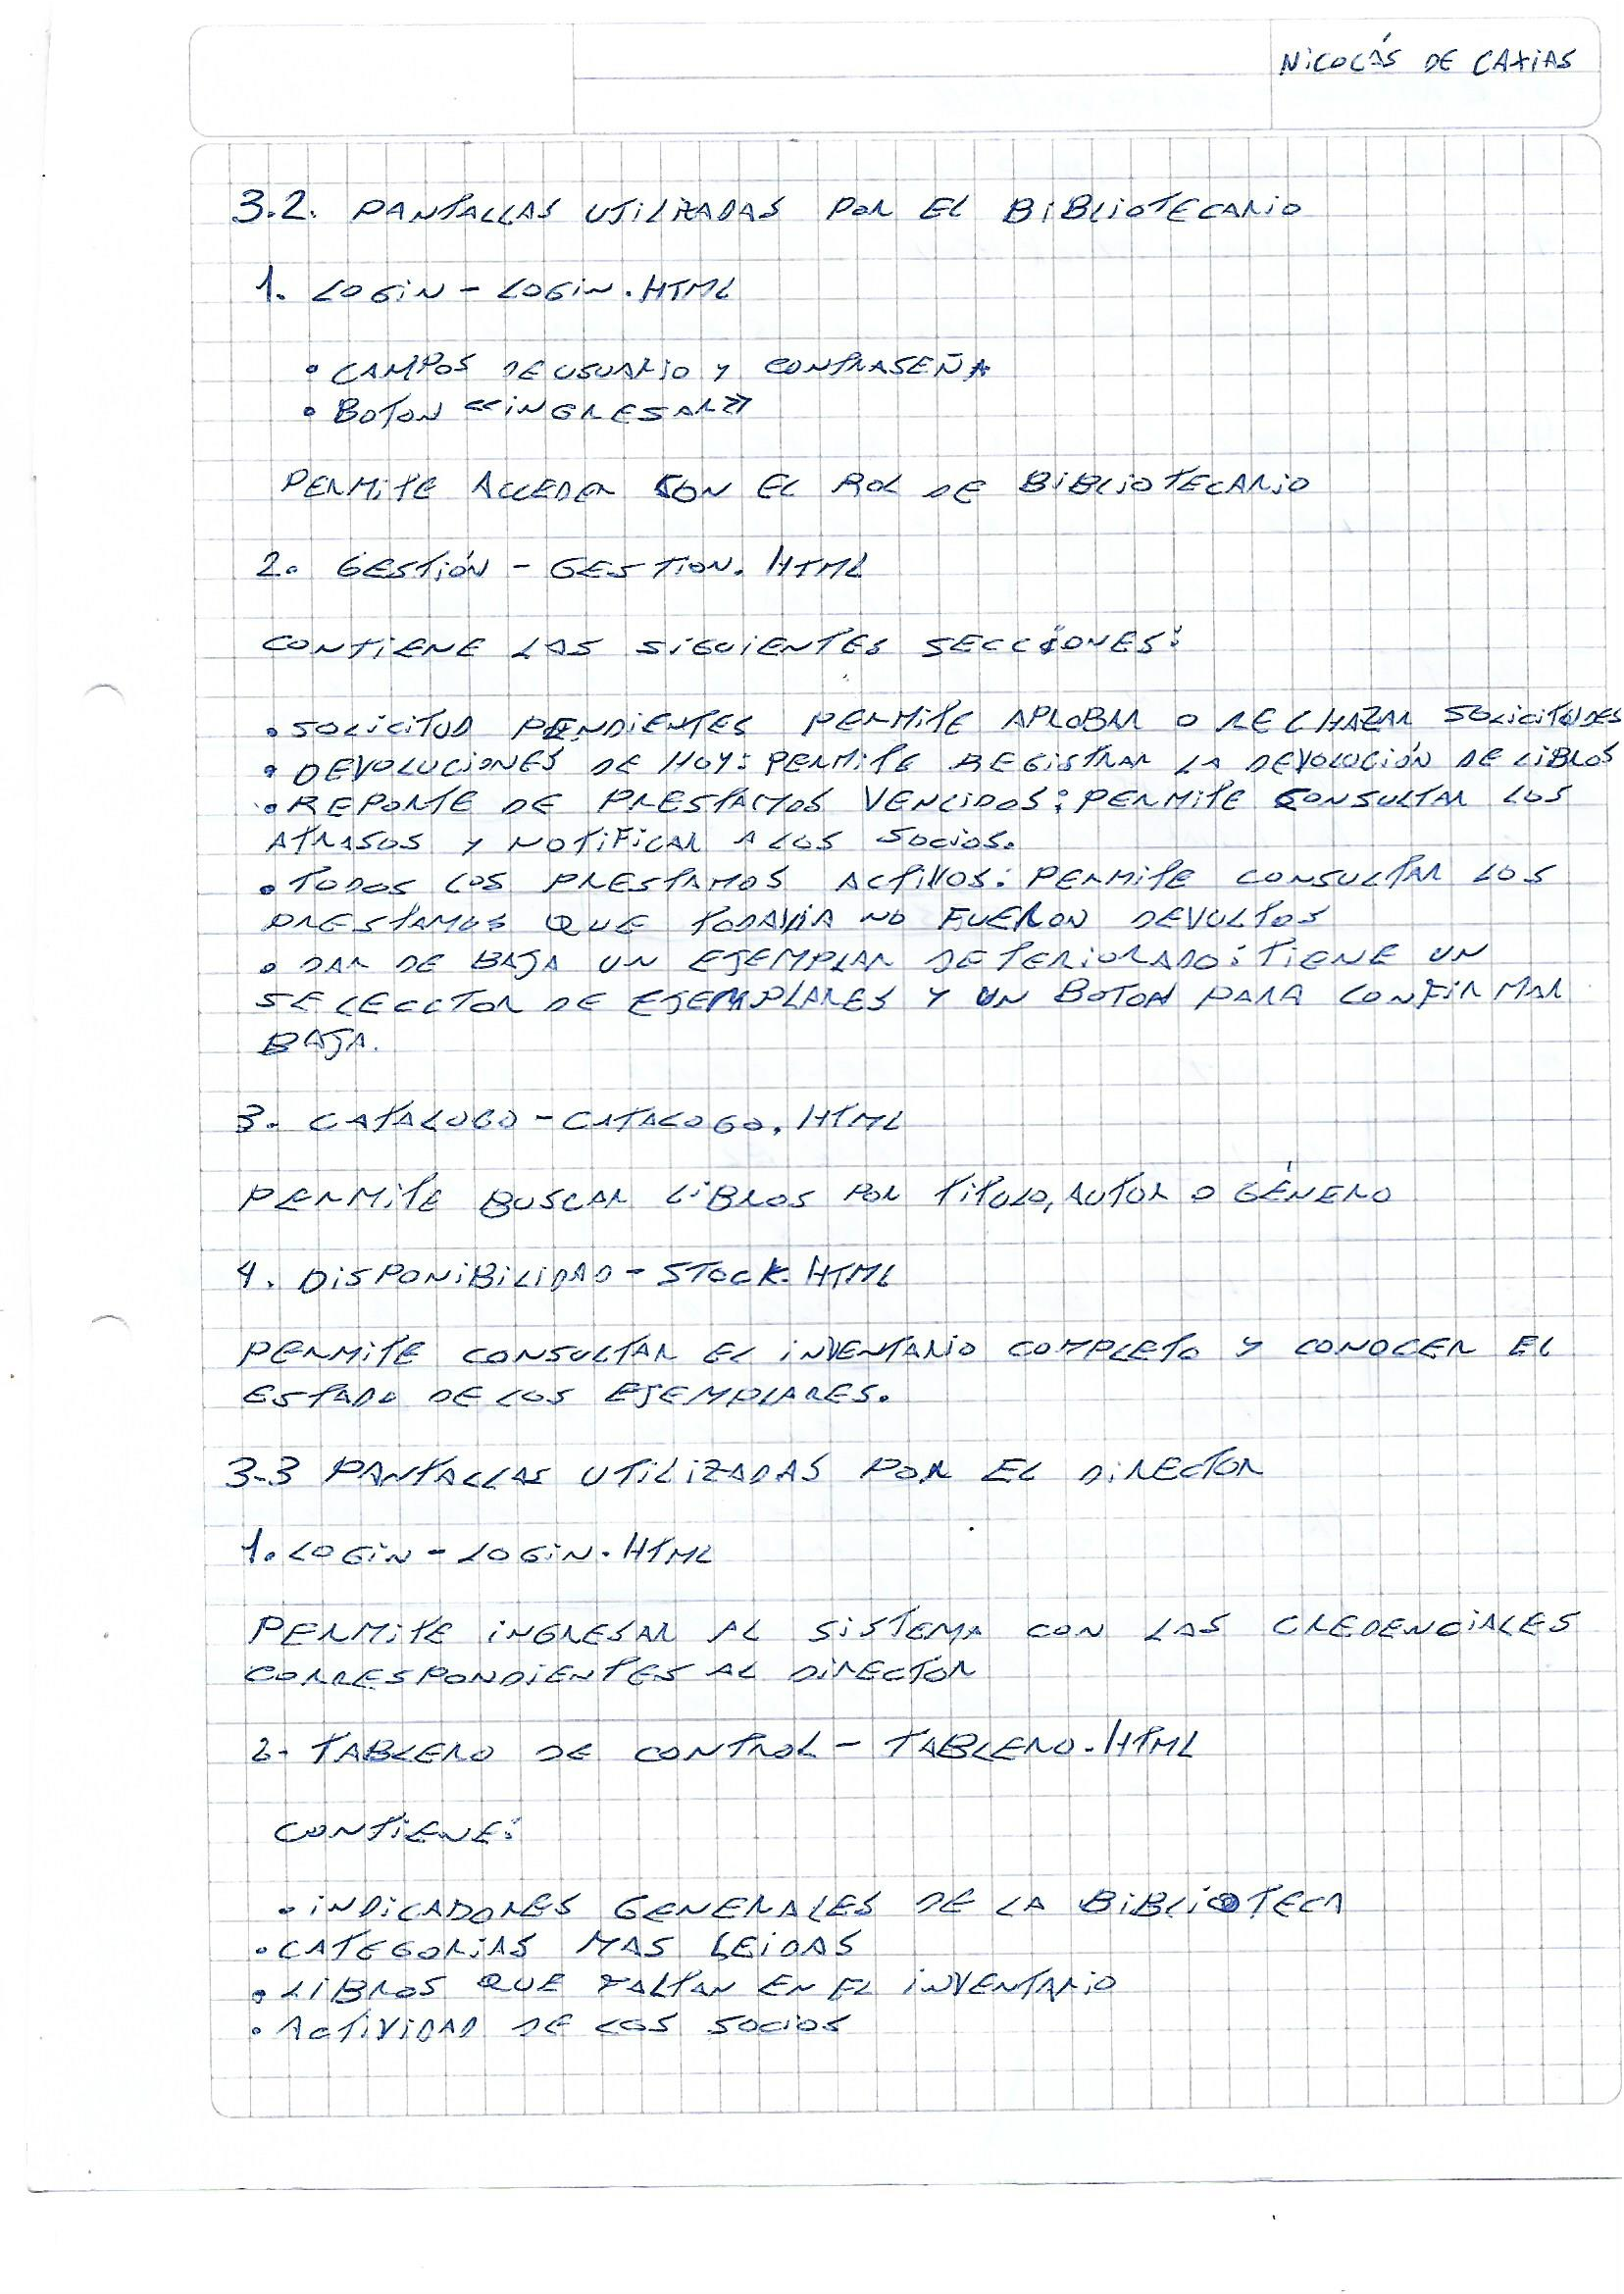 NICOLÁS DE CAXIAS
3.2. PANTALLAS UTILIZADAS POR EL BIBLIOTECARIO
1. LOGIN - LOGIN.HTML
• CAMPOS DE USUARIO Y CONTRASEÑA
• BOTON «INGRESAR»
PERMITE ACCEDER CON EL ROL DE BIBLIOTECARIO
2. GESTIÓN - GESTION.HTML
CONTIENE LAS SIGUIENTES SECCIONES:
• SOLICITUD PENDIENTES PERMITE APROBAR O RECHAZAR SOLICITUDES
• DEVOLUCIONES DE HOY: PERMITE REGISTRAR LA DEVOLUCIÓN DE LIBROS
• REPORTE DE PRESTAMOS VENCIDOS: PERMITE CONSULTAR LOS
ATRASOS Y NOTIFICAR A LOS SOCIOS.
• TODOS LOS PRESTAMOS ACTIVOS: PERMITE CONSULTAR LOS
PRESTAMOS QUE TODAVIA NO FUERON DEVULTOS
• DAR DE BAJA UN EJEMPLAR DETERIORADO: TIENE UN
SELECCTOR DE EJEMPLARES Y UN BOTON PARA CONFIRMAR
BAJA.
3. CATALOGO - CATALOGO.HTML
PERMITE BUSCAR LIBROS POR TITULO, AUTOR O GÉNERO
4. DISPONIBILIDAD - STOCK.HTML
PERMITE CONSULTAR EL INVENTARIO COMPLETO Y CONOCER EL
ESTADO DE LOS EJEMPLARES.
3-3 PANTALLAS UTILIZADAS POR EL DIRECTOR
1. LOGIN - LOGIN.HTML
PERMITE INGRESAR AL SISTEMA CON LAS CREDENCIALES
CORRESPONDIENTES AL DIRECTOR
2- TABLERO DE CONTROL - TABLERO.HTML
CONTIENE:
• INDICADORES GENERALES DE LA BIBLIOTECA
• CATEGORIAS MAS LEIDAS
• LIBROS QUE FALTAN EN EL INVENTARIO
• ACTIVIDAD DE LOS SOCIOS